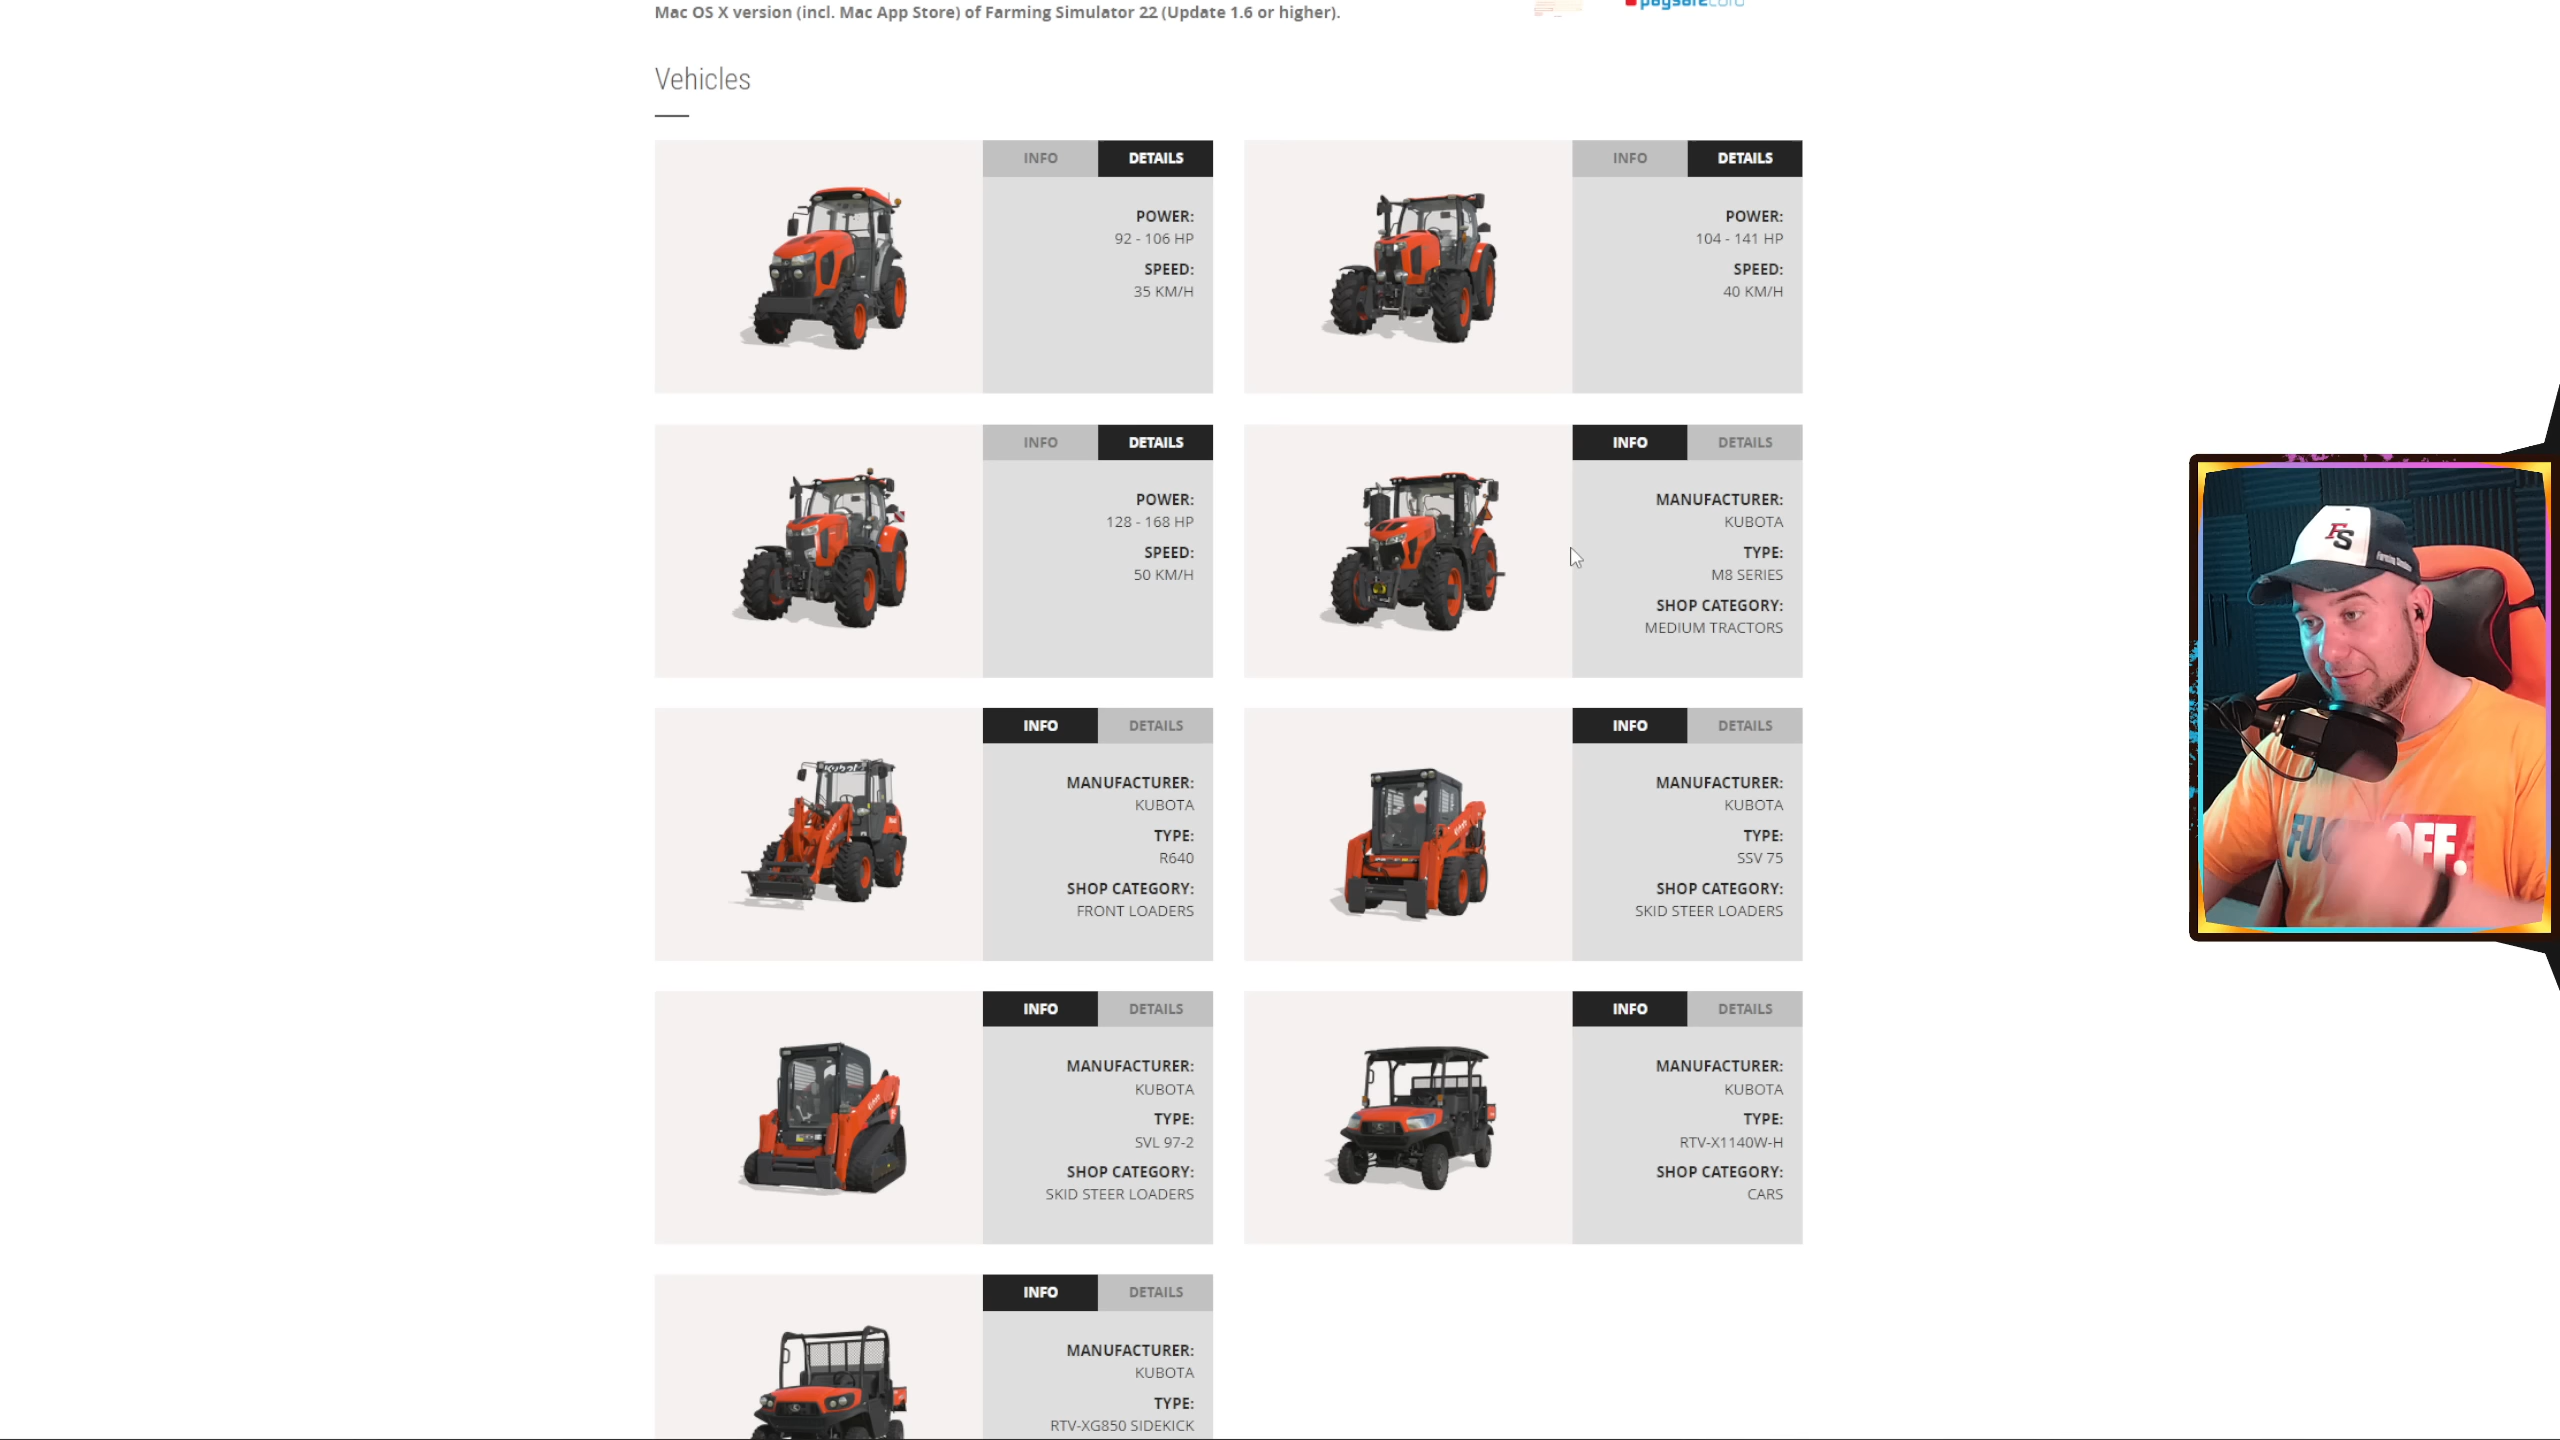 Mac OS X version (incl. Mac App Store) of Farming Simulator 22 (Update 1.6 or higher).
Vehicles
INFO
DETAILS
POWER:
92 - 106 HP
SPEED:
35 KM/H
INFO
DETAILS
POWER:
104 - 141 HP
SPEED:
40 KM/H
INFO
DETAILS
POWER:
128 - 168 HP
SPEED:
50 KM/H
INFO
DETAILS
MANUFACTURER:
KUBOTA
TYPE:
M8 SERIES
SHOP CATEGORY:
MEDIUM TRACTORS
INFO
DETAILS
MANUFACTURER:
KUBOTA
TYPE:
R640
SHOP CATEGORY:
FRONT LOADERS
Kubota
INFO
DETAILS
MANUFACTURER:
KUBOTA
TYPE:
SSV 75
SHOP CATEGORY:
SKID STEER LOADERS
INFO
DETAILS
MANUFACTURER:
KUBOTA
TYPE:
SVL 97-2
SHOP CATEGORY:
SKID STEER LOADERS
INFO
DETAILS
MANUFACTURER:
KUBOTA
TYPE:
RTV-X1140W-H
SHOP CATEGORY:
CARS
INFO
DETAILS
MANUFACTURER:
KUBOTA
TYPE:
RTV-XG850 SIDEKICK
FS
OFF.